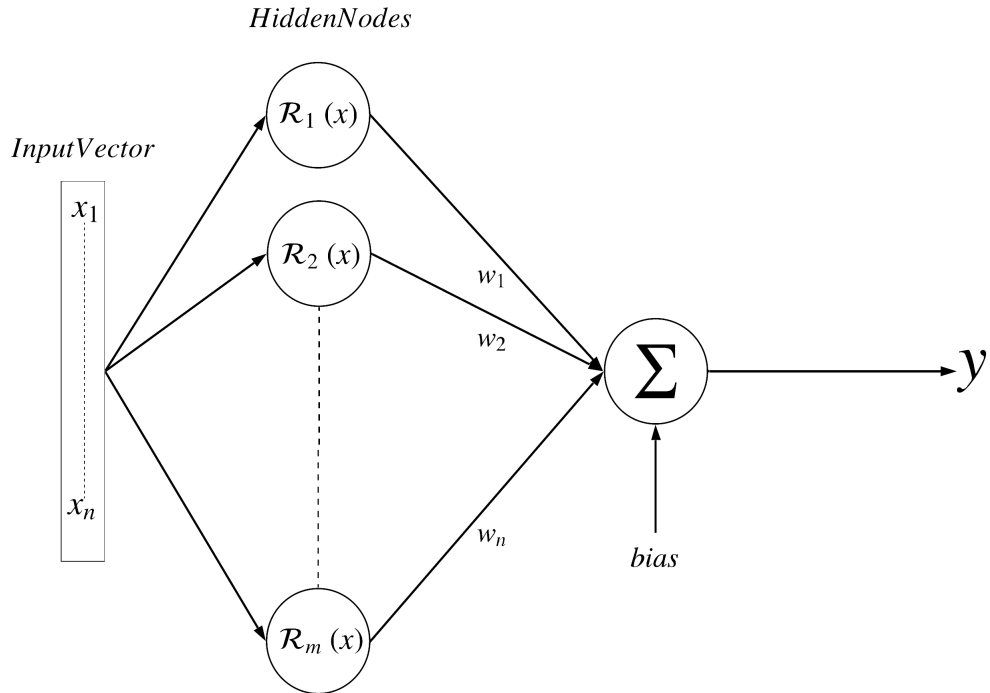 HiddenNodes
InputVector
x₁
xₙ
ℛ₁ (x)
ℛ₂ (x)
ℛₘ (x)
w₁
w₂
wₙ
Σ
bias
y